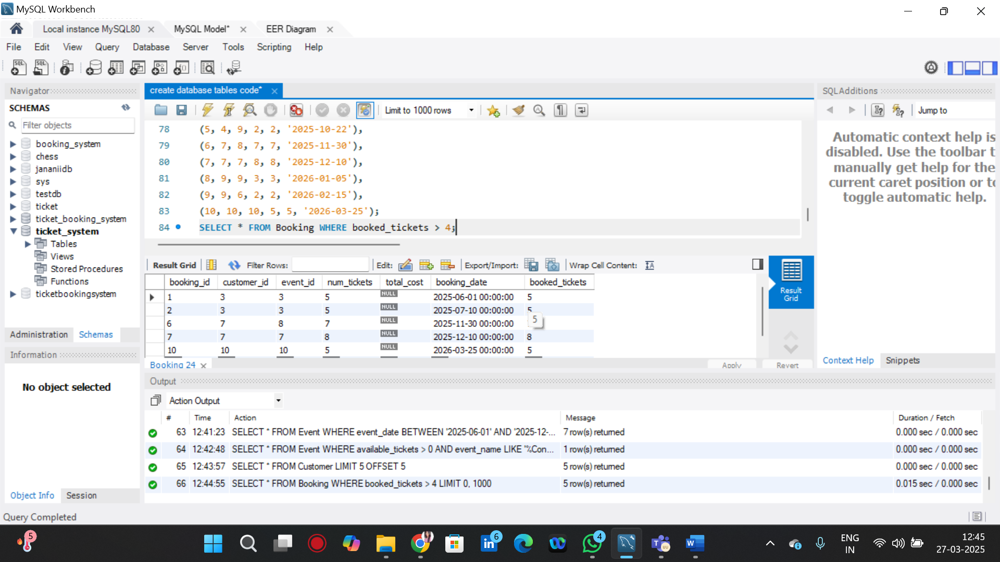 MySQL Workbench
Local instance MySQL80
MySQL Model*
EER Diagram
File Edit View Query Database Server Tools Scripting Help
Navigator
SCHEMAS
Filter objects
booking_system
chess
jananiidb
sys
testdb
ticket
ticket_booking_system
ticket_system
Tables
Views
Stored Procedures
Functions
ticketbookingsystem
Administration Schemas
Information
No object selected
Object Info Session
create database tables code*
Limit to 1000 rows
78 (5, 4, 9, 2, 2, '2025-10-22'),
79 (6, 7, 8, 7, 7, '2025-11-30'),
80 (7, 7, 7, 8, 8, '2025-12-10'),
81 (8, 9, 9, 3, 3, '2026-01-05'),
82 (9, 9, 6, 2, 2, '2026-02-15'),
83 (10, 10, 10, 5, 5, '2026-03-25');
84 SELECT * FROM Booking WHERE booked_tickets > 4;
Result Grid Filter Rows: Edit: Export/Import: Wrap Cell Content:
booking_id customer_id event_id num_tickets total_cost booking_date booked_tickets
1 3 3 5 NULL 2025-06-01 00:00:00 5
2 3 3 5 NULL 2025-07-10 00:00:00 5
6 7 8 7 NULL 2025-11-30 00:00:00
5
7 7 7 8 NULL 2025-12-10 00:00:00 8
10 10 10 5 NULL 2026-03-25 00:00:00 5
Result Grid
Booking 24
Apply Revert
SQLAdditions
Jump to
Automatic context help is
disabled. Use the toolbar t
manually get help for the
current caret position or to
toggle automatic help.
Context Help Snippets
Output
Action Output
# Time Action Message Duration / Fetch
63 12:41:23 SELECT * FROM Event WHERE event_date BETWEEN '2025-06-01' AND '2025-12-... 7 row(s) returned 0.000 sec / 0.000 sec
64 12:42:48 SELECT * FROM Event WHERE available_tickets > 0 AND event_name LIKE '%Con... 1 row(s) returned 0.000 sec / 0.000 sec
65 12:43:57 SELECT * FROM Customer LIMIT 5 OFFSET 5 5 row(s) returned 0.000 sec / 0.000 sec
66 12:44:55 SELECT * FROM Booking WHERE booked_tickets > 4 LIMIT 0, 1000 5 row(s) returned 0.015 sec / 0.000 sec
Query Completed
5
6
4
ENG
IN
12:45
27-03-2025